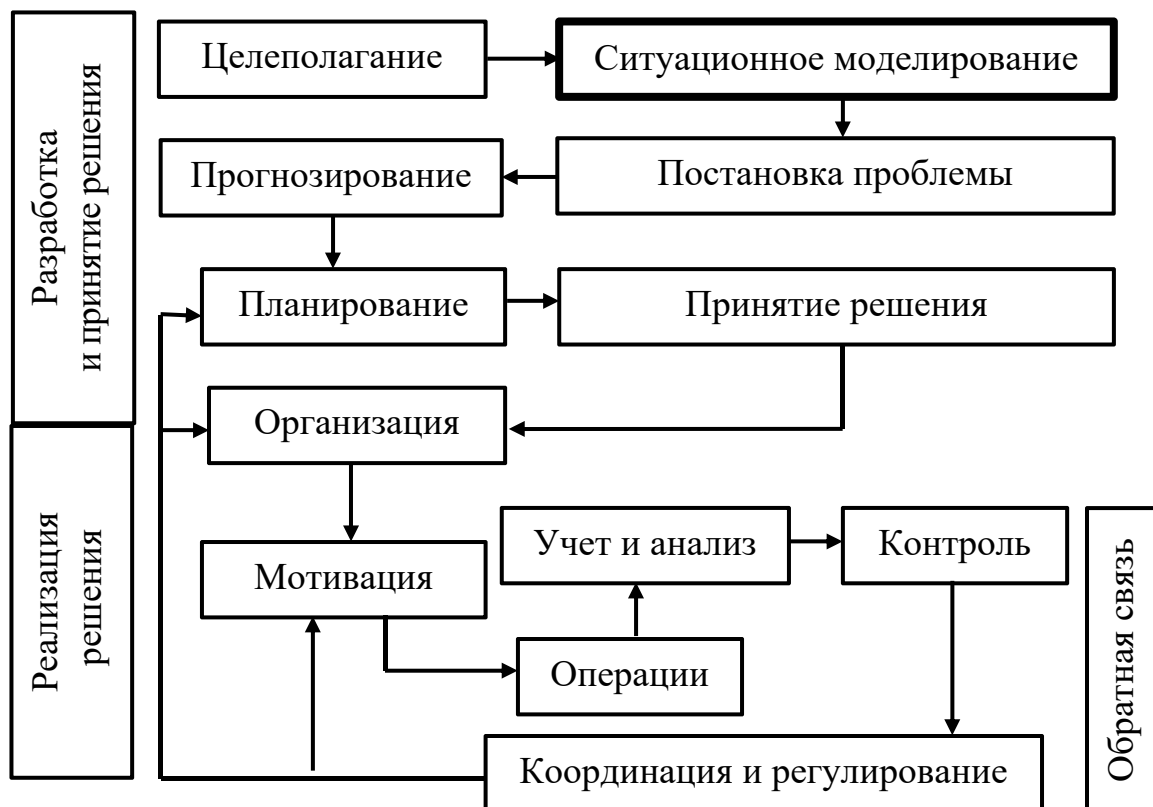 Разработка
и принятие решения
Целеполагание
Ситуационное моделирование
Прогнозирование
Постановка проблемы
Планирование
Принятие решения
Организация
Реализация
решения
Мотивация
Учет и анализ
Контроль
Операции
Координация и регулирование
Обратная связь